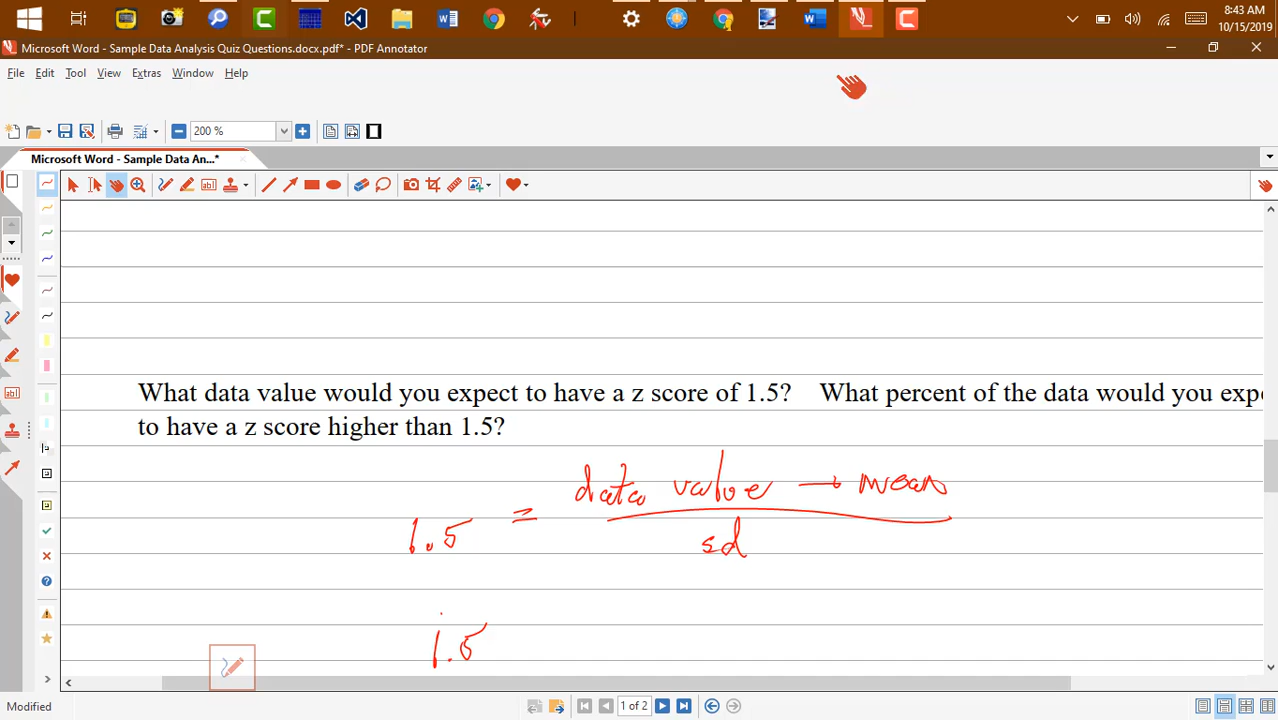 8:43 AM
10/15/2019
Microsoft Word - Sample Data Analysis Quiz Questions.docx.pdf* - PDF Annotator
File Edit Tool View Extras Window Help
200 %
Microsoft Word - Sample Data An...*
What data value would you expect to have a z score of 1.5? What percent of the data would you expe
to have a z score higher than 1.5?
data value - mean
1.5 =
sd
1.5
Modified
1 of 2